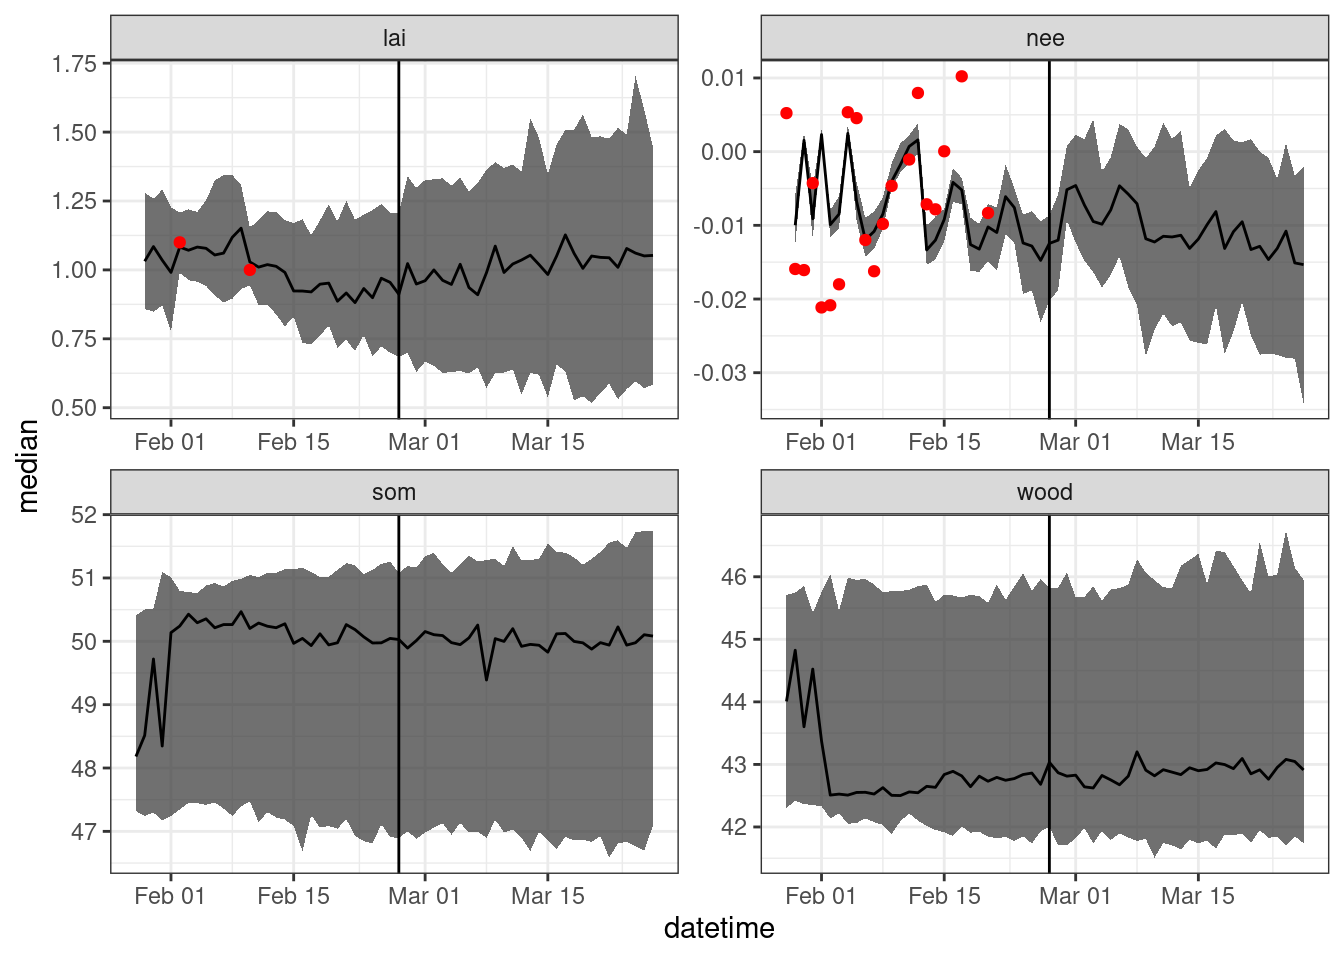 lai
nee
1.75
1.50
1.25
1.00
0.75
0.50
0.01
0.00
-0.01
-0.02
-0.03
Feb 01 Feb 15 Mar 01 Mar 15
Feb 01 Feb 15 Mar 01 Mar 15
median
som
wood
52
51
50
49
48
47
46
45
44
43
42
Feb 01 Feb 15 Mar 01 Mar 15
Feb 01 Feb 15 Mar 01 Mar 15
datetime